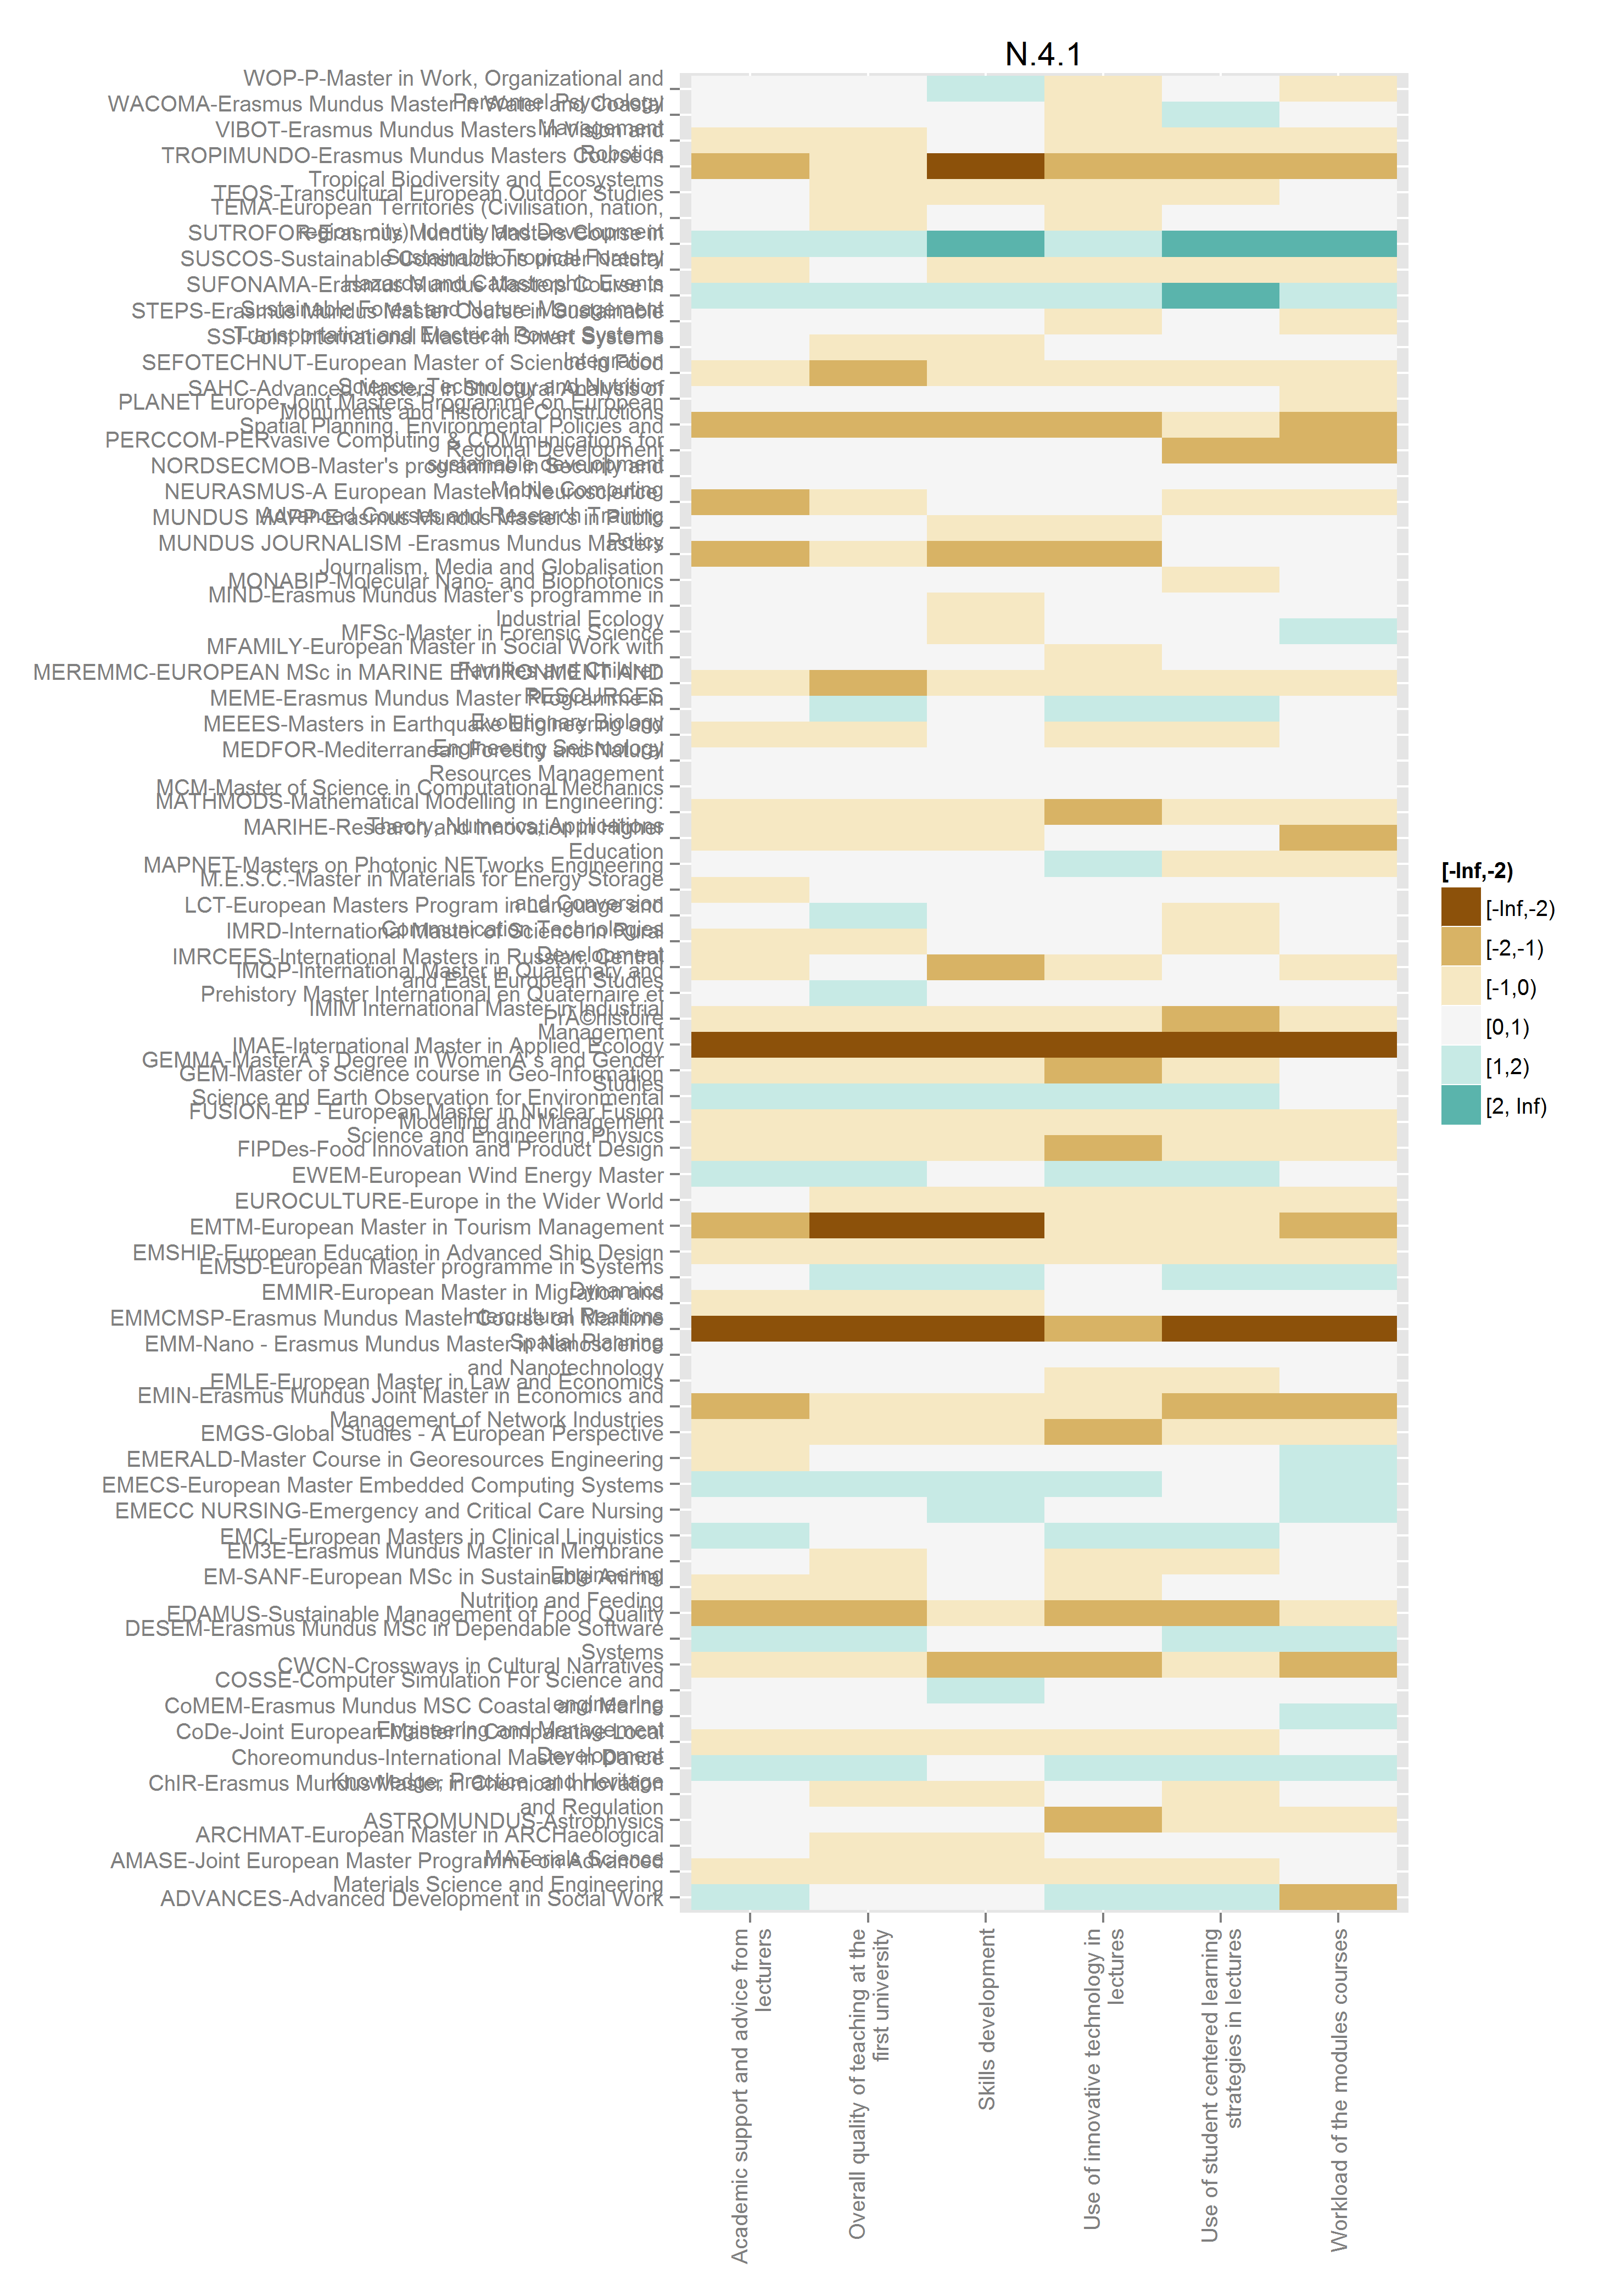 N.4.1
WOP-P-Master in Work, Organizational and
Personnel Psychology
WACOMA-Erasmus Mundus Master in Water and Coastal
Management
VIBOT-Erasmus Mundus Masters in Vision and
Robotics
TROPIMUNDO-Erasmus Mundus Masters Course in
Tropical Biodiversity and Ecosystems
TEOS-Transcultural European Outdoor Studies
TEMA-European Territories (Civilisation, nation,
region, city): Identity and Development
SUTROFOR-Erasmus Mundus Masters Course in
Sustainable Tropical Forestry
SUSCOS-Sustainable Constructions under Natural
Hazards and Catastrophic Events
SUFONAMA-Erasmus Mundus Masters Course in
Sustainable Forest and Nature Management
STEPS-Erasmus Mundus Master Course in Sustainable
Transportation and Electrical Power Systems
SSI-Joint International Master in Smart Systems
Integration
SEFOTECHNUT-European Master of Science in Food
Science, Technology and Nutrition
SAHC-Advanced Masters in Structural Analysis of
Monuments and Historical Constructions
PLANET Europe-Joint Masters Programme on European
Spatial Planning, Environmental Policies and
Regional Development
PERCCOM-PERvasive Computing & COMmunications for
sustainable development
NORDSECMOB-Master's programme in Security and
Mobile Computing
NEURASMUS-A European Master in Neuroscience:
Advanced Courses and Research Training
MUNDUS MAPP-Erasmus Mundus Master's in Public
Policy
MUNDUS JOURNALISM -Erasmus Mundus Masters
Journalism, Media and Globalisation
MONABIP-Molecular Nano- and Biophotonics
MIND-Erasmus Mundus Master's programme in
Industrial Ecology
MFSc-Master in Forensic Science
MFAMILY-European Master in Social Work with
Families and Children
MEREMMC-EUROPEAN MSc in MARINE ENVIRONMENT AND
RESOURCES
MEME-Erasmus Mundus Master Programme in
Evolutionary Biology
MEEES-Masters in Earthquake Engineering and
Engineering Seismology
MEDFOR-Mediterranean Forestry and Natural
Resources Management
MCM-Master of Science in Computational Mechanics
MATHMODS-Mathematical Modelling in Engineering:
Theory, Numerics, Applications
MARIHE-Research and Innovation in Higher
Education
MAPNET-Masters on Photonic NETworks Engineering
M.E.S.C.-Master in Materials for Energy Storage
and Conversion
LCT-European Masters Program in Language and
Communication Technologies
IMRD-International Master of Science in Rural
Development
IMRCEES-International Masters in Russian, Central
and East European Studies
IMQP-International Master in Quaternary and
Prehistory Master International en Quaternaire et
PrÃ©histoire
IMIM International Master in Industrial
Management
IMAE-International Master in Applied Ecology
GEMMA-MasterÂ´s Degree in WomenÂ´s and Gender
Studies
GEM-Master of Science course in Geo-Information
Science and Earth Observation for Environmental
Modelling and Management
FUSION-EP - European Master in Nuclear Fusion
Science and Engineering Physics
FIPDes-Food Innovation and Product Design
EWEM-European Wind Energy Master
EUROCULTURE-Europe in the Wider World
EMTM-European Master in Tourism Management
EMSHIP-European Education in Advanced Ship Design
EMSD-European Master programme in Systems
Dynamics
EMMIR-European Master in Migration and
Intercultural Reations
EMMCMSP-Erasmus Mundus Master Course on Maritime
Spatial Planning
EMM-Nano - Erasmus Mundus Master in Nanoscience
and Nanotechnology
EMLE-European Master in Law and Economics
EMIN-Erasmus Mundus Joint Master in Economics and
Management of Network Industries
EMGS-Global Studies - A European Perspective
EMERALD-Master Course in Georesources Engineering
EMECS-European Master Embedded Computing Systems
EMECC NURSING-Emergency and Critical Care Nursing
EMCL-European Masters in Clinical Linguistics
EM3E-Erasmus Mundus Master in Membrane
Engineering
EM-SANF-European MSc in Sustainable Animal
Nutrition and Feeding
EDAMUS-Sustainable Management of Food Quality
DESEM-Erasmus Mundus MSc in Dependable Software
Systems
CWCN-Crossways in Cultural Narratives
COSSE-Computer Simulation For Science and
engineering
CoMEM-Erasmus Mundus MSC Coastal and Marine
Engineering and Management
CoDe-Joint European Master in Comparative Local
Development
Choreomundus-International Master in Dance
Knowledge, Practice, and Heritage
ChIR-Erasmus Mundus Master in Chemical Innovation
and Regulation
ASTROMUNDUS-Astrophysics
ARCHMAT-European Master in ARCHaeological
MATerials Science
AMASE-Joint European Master Programme on Advanced
Materials Science and Engineering
ADVANCES-Advanced Development in Social Work
Academic support and advice from
lecturers
Overall quality of teaching at the
first university
Skills development
Use of innovative technology in
lectures
Use of student centered learning
strategies in lectures
Workload of the modules courses
[-Inf,-2)
[-Inf,-2)
[-2,-1)
[-1,0)
[0,1)
[1,2)
[2, Inf)